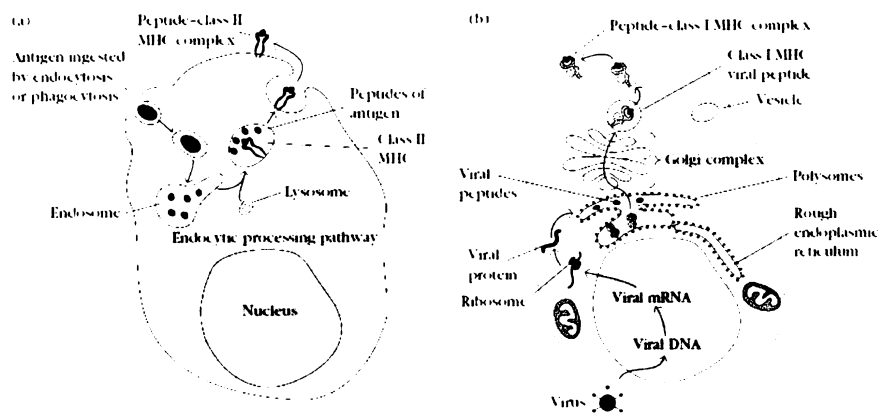 (a)
Peptide-class II
MHC complex
Antigen ingested
by endocytosis
or phagocytosis
Peptides of
antigen
Class II
MHC
Lysosome
Endosome
Endocytic processing pathway
Nucleus
(b)
Peptide-class I MHC complex
Class I MHC
viral peptide
Vesicle
Golgi complex
Viral
peptides
Polysomes
Rough
endoplasmic
reticulum
Viral
protein
Ribosome
Viral mRNA
Viral DNA
Virus